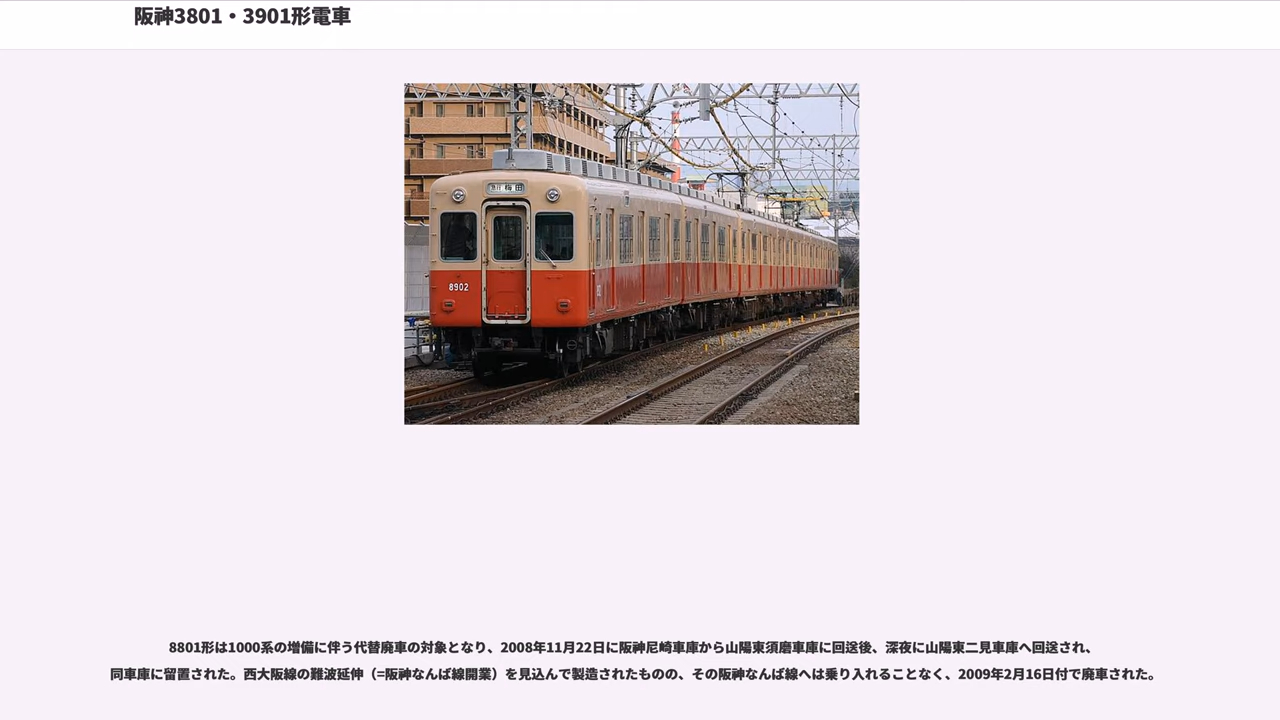 阪神3801・3901形電車
急行 梅田
8902
8801形は1000系の増備に伴う代替廃車の対象となり、2008年11月22日に阪神尼崎車庫から山陽東須磨車庫に回送後、深夜に山陽東二見車庫へ回送され、
同車庫に留置された。西大阪線の難波延伸（=阪神なんば線開業）を見込んで製造されたものの、その阪神なんば線へは乗り入れることなく、2009年2月16日付で廃車された。